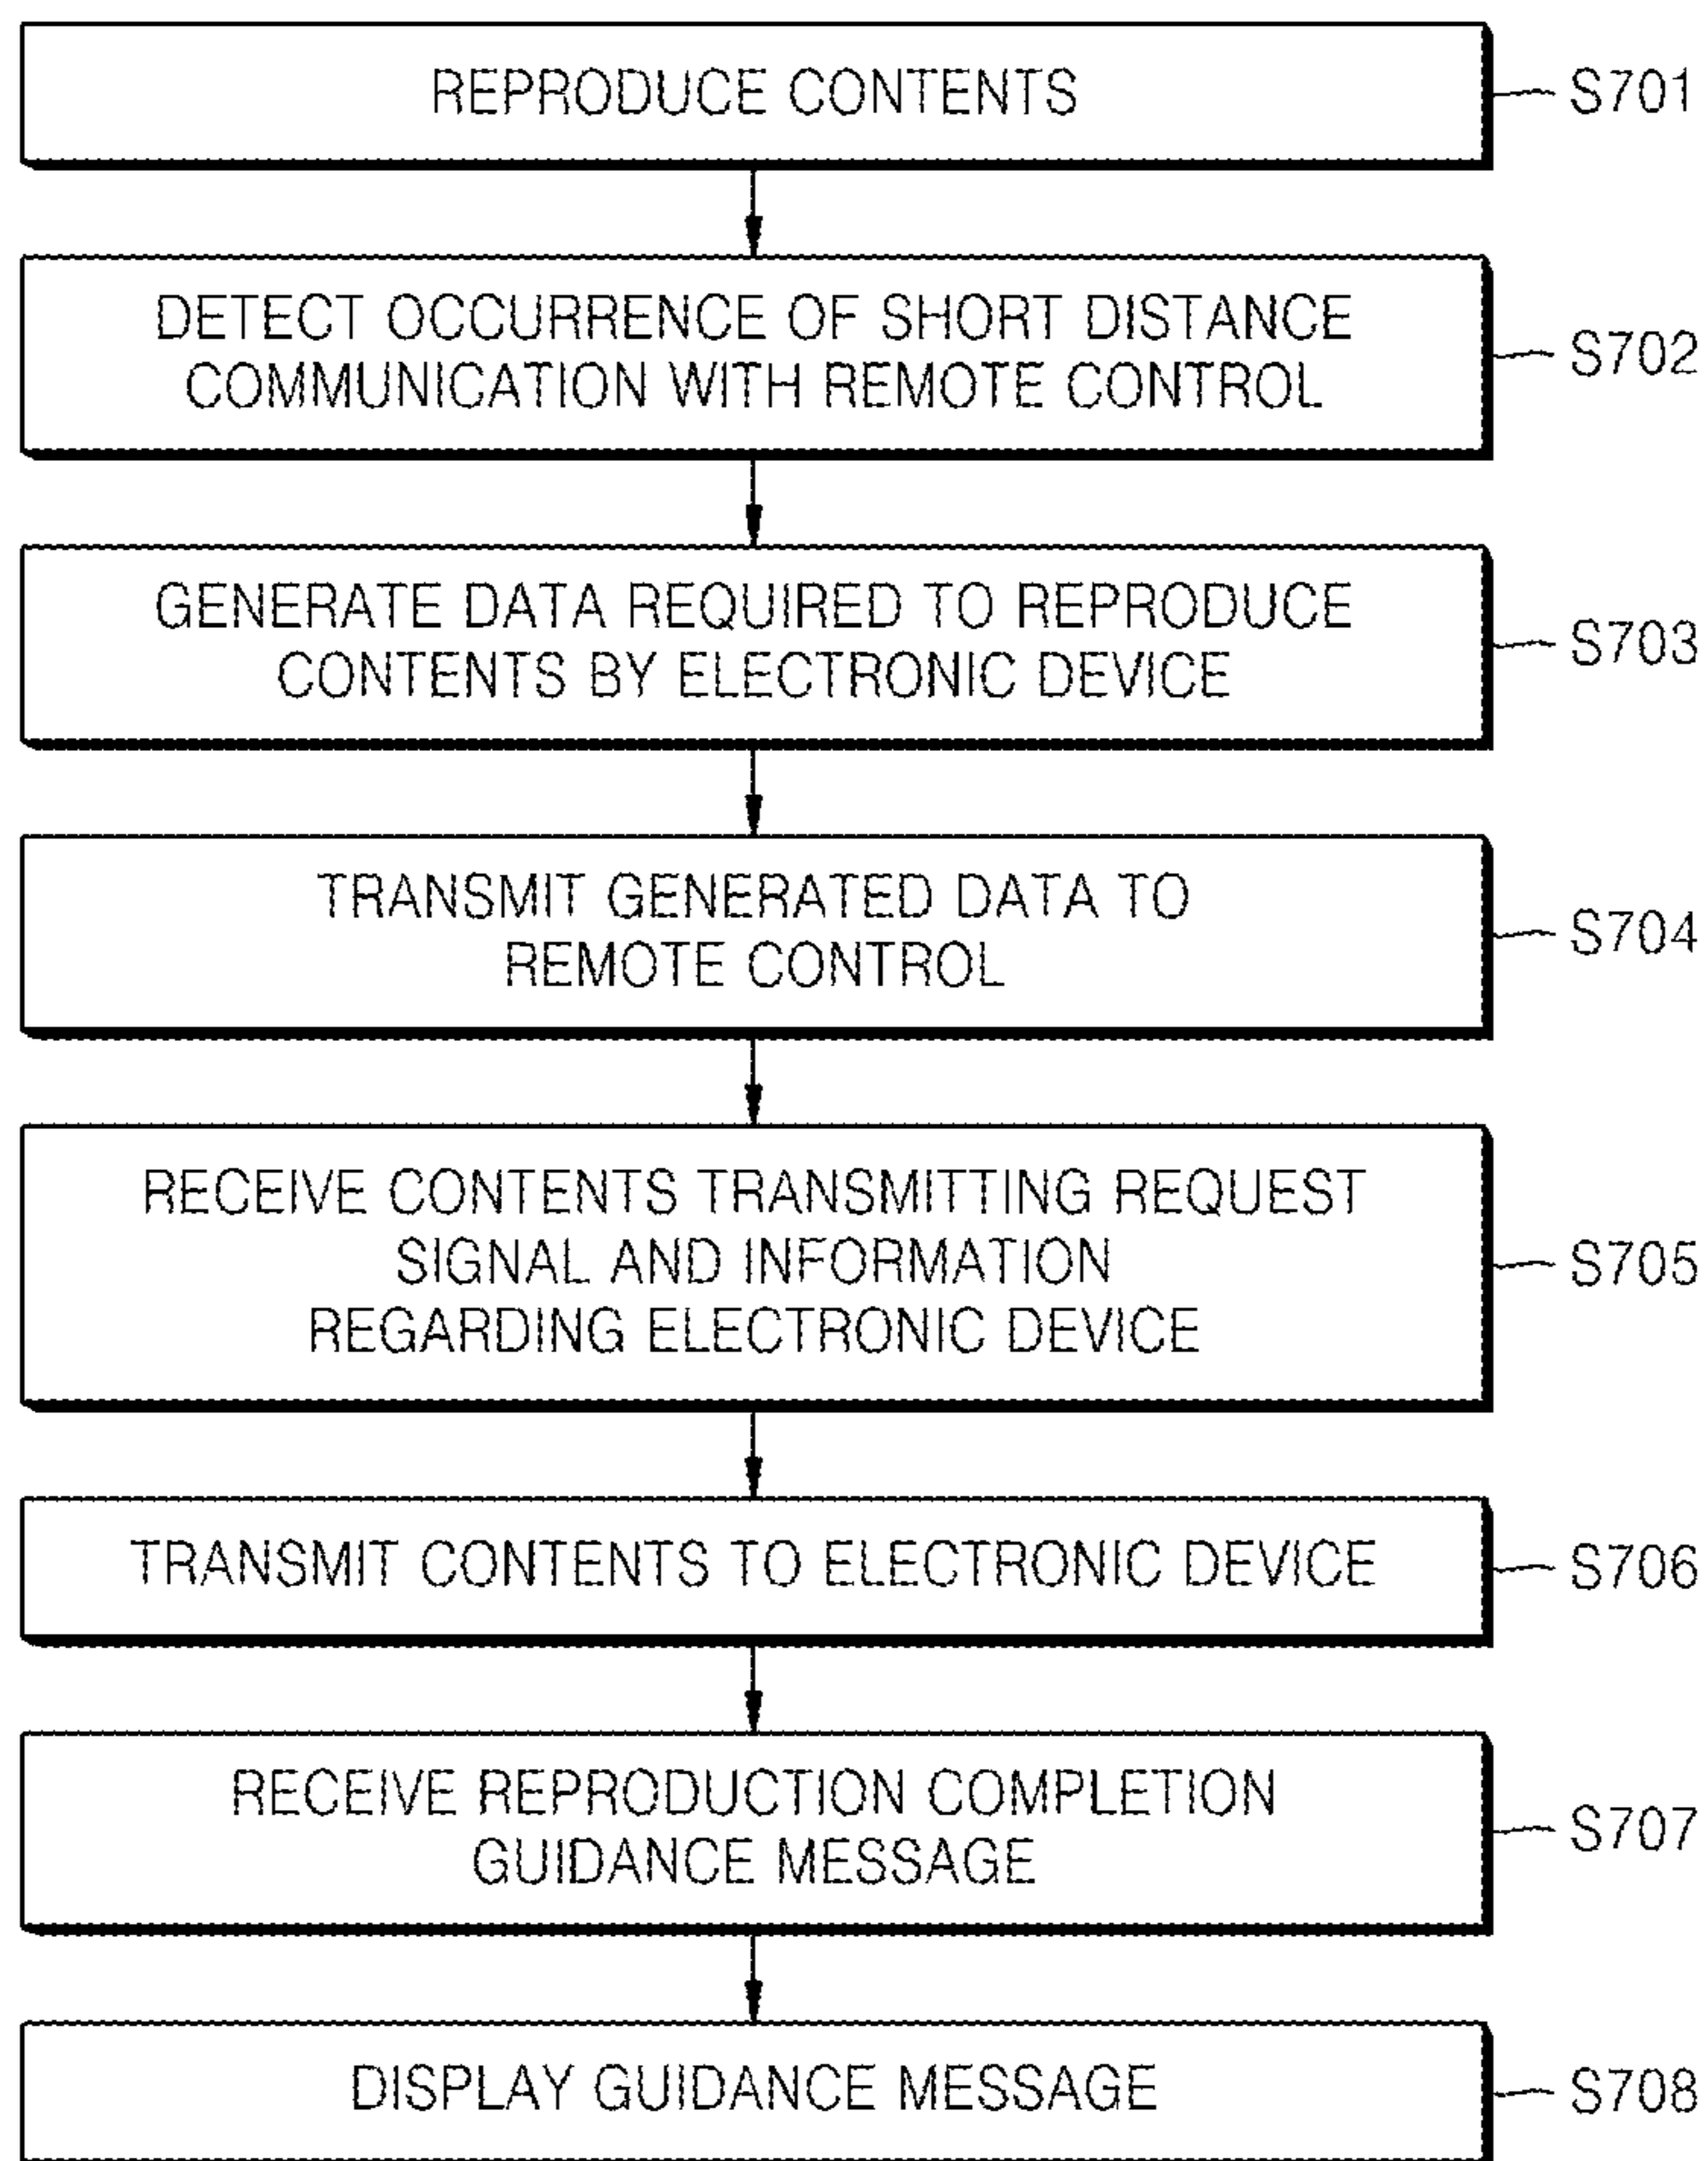 REPRODUCE CONTENTS
S701
DETECT OCCURRENCE OF SHORT DISTANCE
COMMUNICATION WITH REMOTE CONTROL
S702
GENERATE DATA REQUIRED TO REPRODUCE
CONTENTS BY ELECTRONIC DEVICE
S703
TRANSMIT GENERATED DATA TO
REMOTE CONTROL
S704
RECEIVE CONTENTS TRANSMITTING REQUEST
SIGNAL AND INFORMATION
REGARDING ELECTRONIC DEVICE
S705
TRANSMIT CONTENTS TO ELECTRONIC DEVICE
S706
RECEIVE REPRODUCTION COMPLETION
GUIDANCE MESSAGE
S707
DISPLAY GUIDANCE MESSAGE
S708